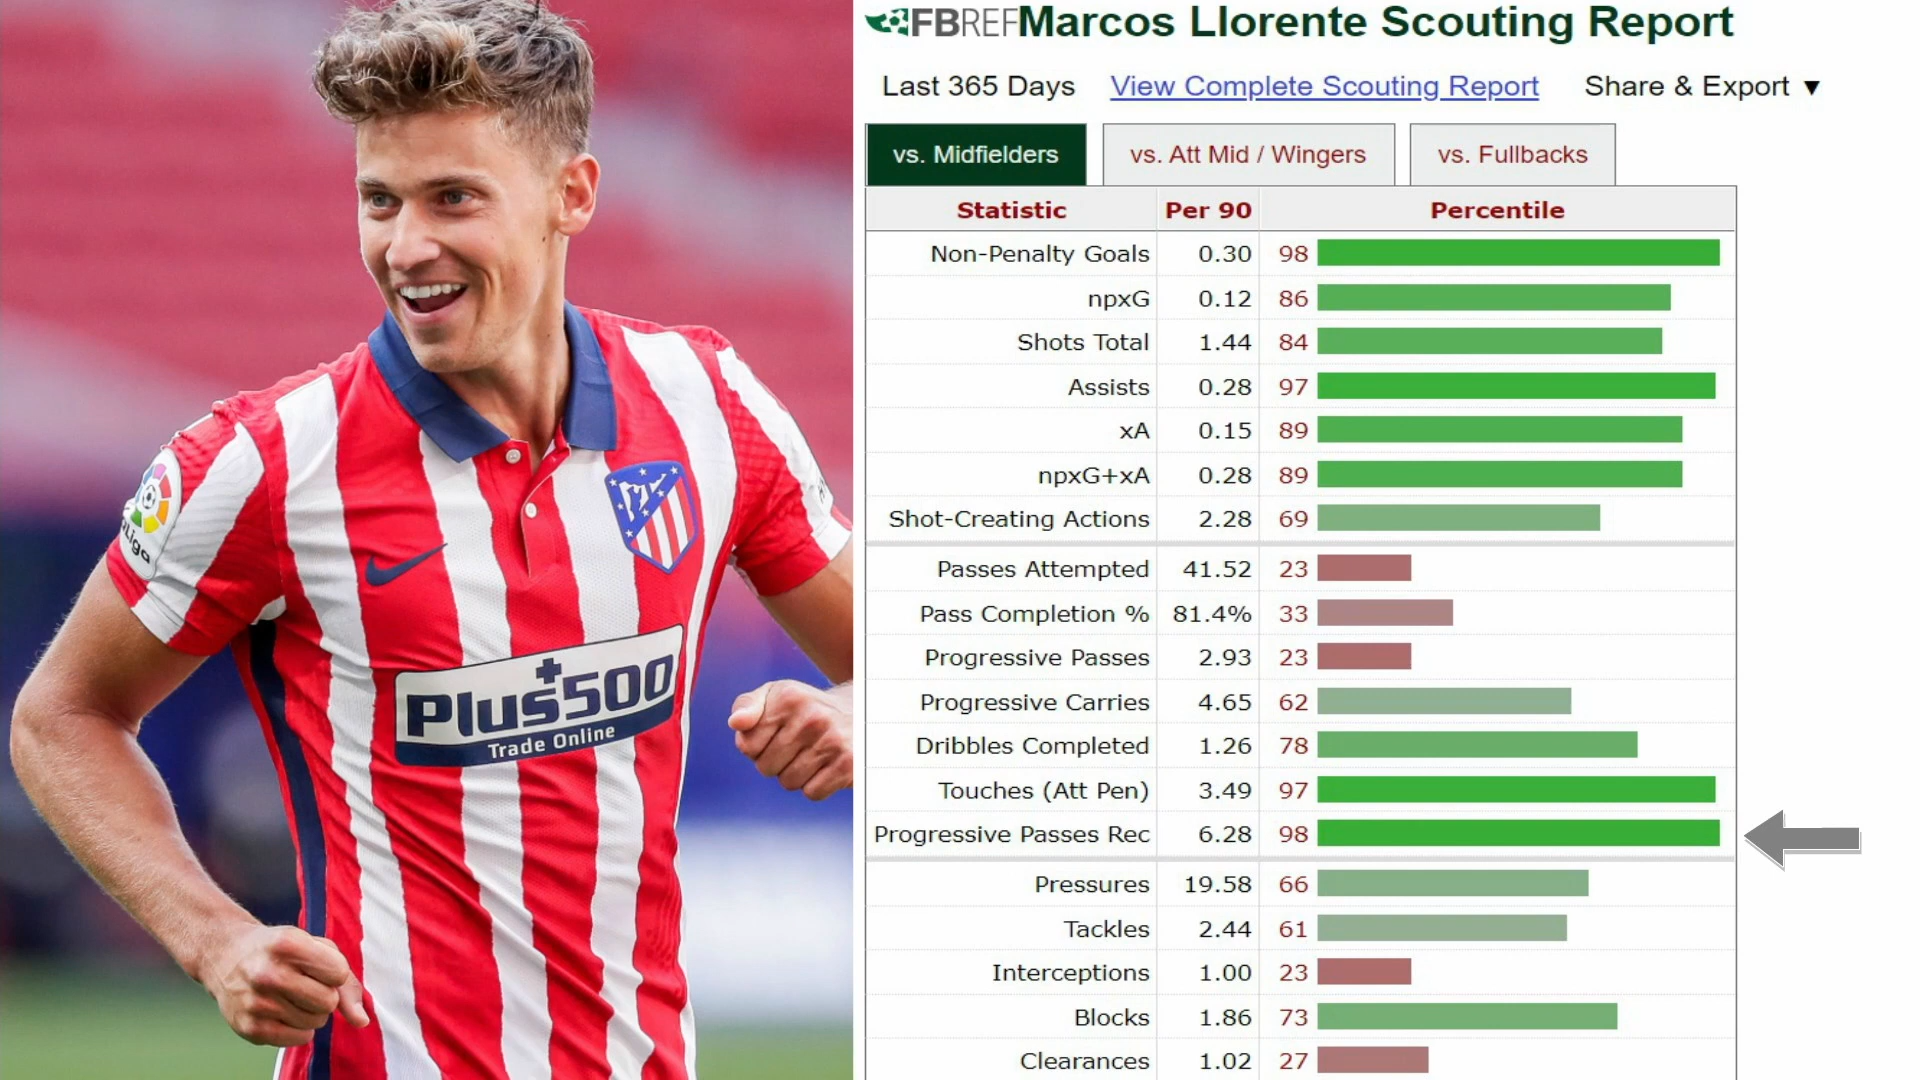 LaLiga
Plus500
Trade Online
FBREF Marcos Llorente Scouting Report
Last 365 Days View Complete Scouting Report Share & Export ▼
vs. Midfielders vs. Att Mid / Wingers vs. Fullbacks
Statistic Per 90 Percentile
Non-Penalty Goals 0.30 98
npxG 0.12 86
Shots Total 1.44 84
Assists 0.28 97
xA 0.15 89
npxG+xA 0.28 89
Shot-Creating Actions 2.28 69
Passes Attempted 41.52 23
Pass Completion % 81.4% 33
Progressive Passes 2.93 23
Progressive Carries 4.65 62
Dribbles Completed 1.26 78
Touches (Att Pen) 3.49 97
Progressive Passes Rec 6.28 98
Pressures 19.58 66
Tackles 2.44 61
Interceptions 1.00 23
Blocks 1.86 73
Clearances 1.02 27